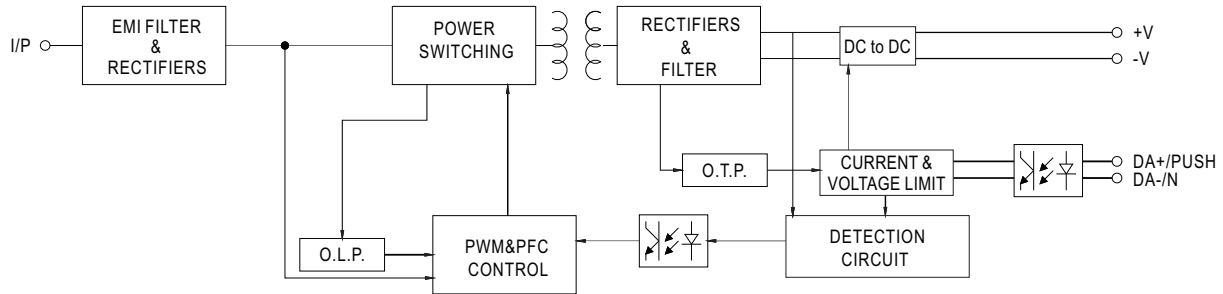 I/P
EMI FILTER
&
RECTIFIERS
POWER
SWITCHING
RECTIFIERS
&
FILTER
DC to DC
+V
-V
O.T.P.
CURRENT &
VOLTAGE LIMIT
DA+/PUSH
DA-/N
O.L.P.
PWM&PFC
CONTROL
DETECTION
CIRCUIT